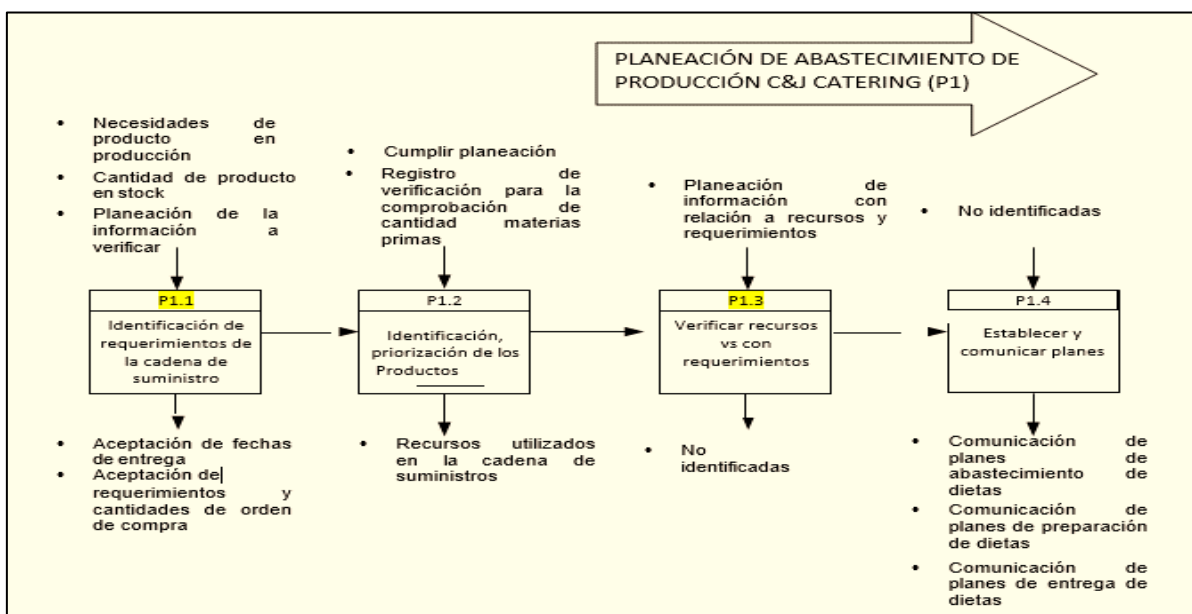 PLANEACIÓN DE ABASTECIMIENTO DE
PRODUCCIÓN C&J CATERING (P1)
• Necesidades de
producto en
producción
• Cantidad de producto
en stock
• Planeación de la
información a
verificar
• Cumplir planeación
• Registro de
verificación para la
comprobación de
cantidad materias
primas
• Planeación de
información con
relación a recursos y
requerimientos
• No identificadas
P1.1
Identificación de
requerimientos de
la cadena de
suministro
P1.2
Identificación,
priorización de los
Productos
P1.3
Verificar recursos
vs con
requerimientos
P1.4
Establecer y
comunicar planes
• Aceptación de fechas
de entrega
• Aceptación de
requerimientos y
cantidades de orden
de compra
• Recursos utilizados
en la cadena de
suministros
• No
identificadas
• Comunicación de
planes de
abastecimiento de
dietas
• Comunicación de
planes de preparación
de dietas
• Comunicación de
planes de entrega de
dietas